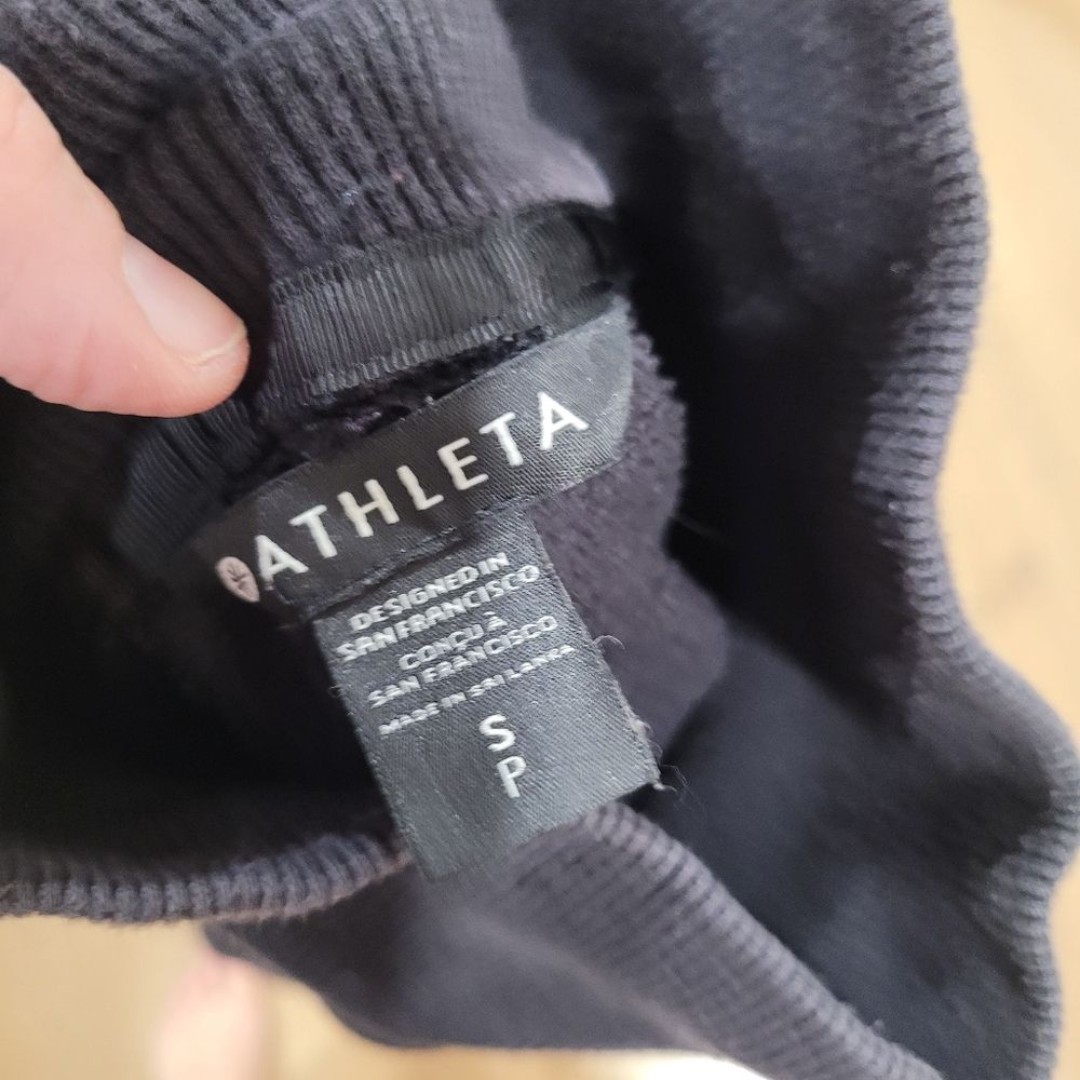 ATHLETA
DESIGNED IN
SAN FRANCISCO
CONÇU À
SAN FRANCISCO
MADE IN SRI LANKA
S
P